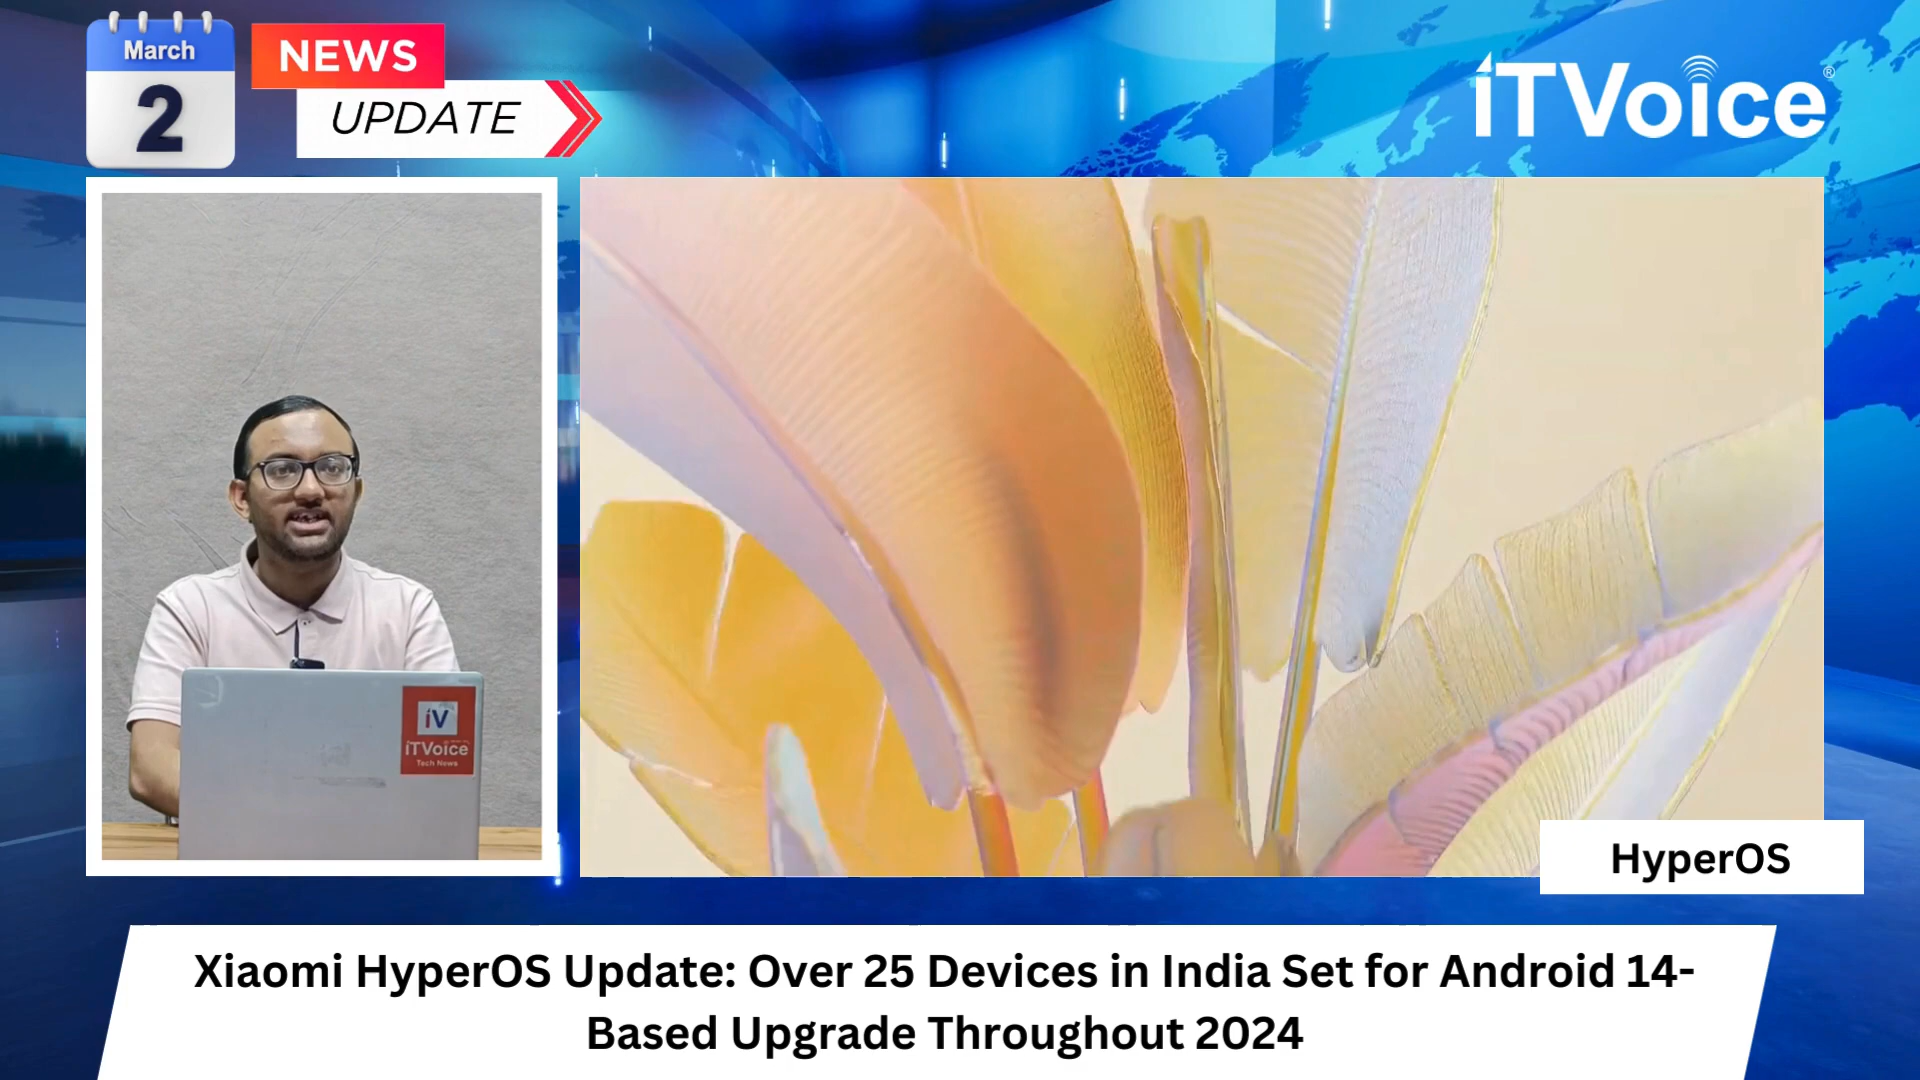 March
2
NEWS
UPDATE
iTVoice®
iV
iTVoice
Tech News
HyperOS
Xiaomi HyperOS Update: Over 25 Devices in India Set for Android 14-
Based Upgrade Throughout 2024